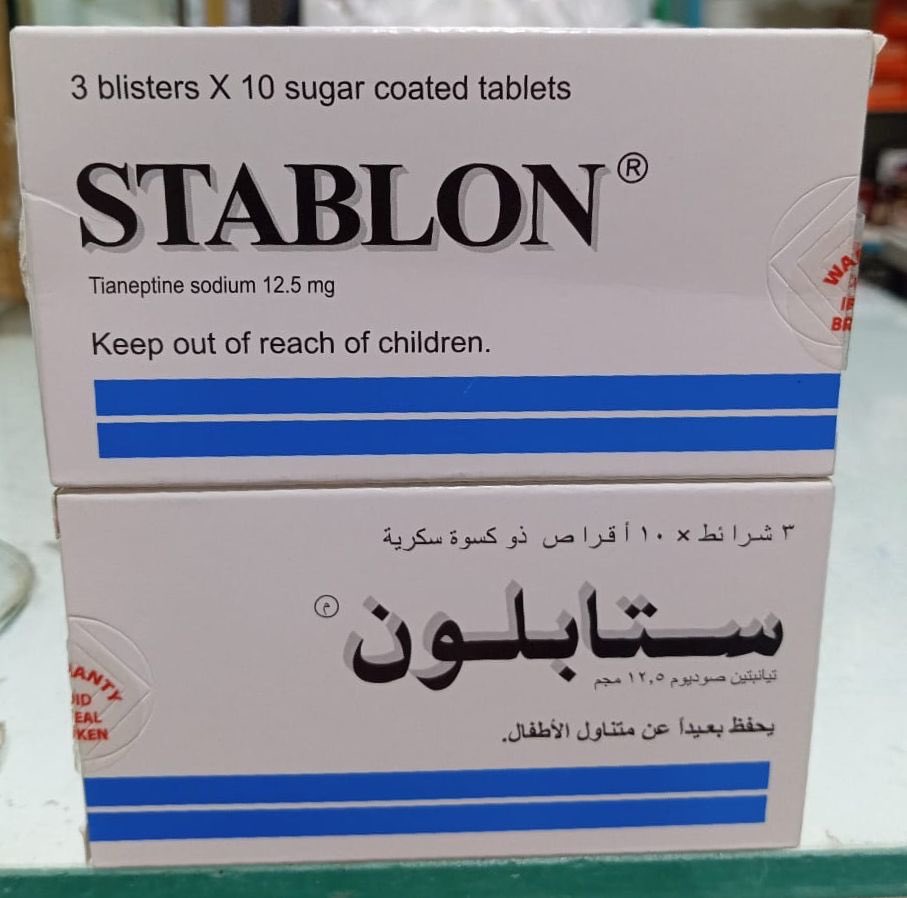 3 blisters X 10 sugar coated tablets
STABLON®
Tianeptine sodium 12.5 mg
Keep out of reach of children.
٣ شرائط × ١٠ أقراص ذو كسوة سكرية
ستابلون م
تيانبتين صوديوم ١٢,٥ مجم
يحفظ بعيداً عن متناول الأطفال.